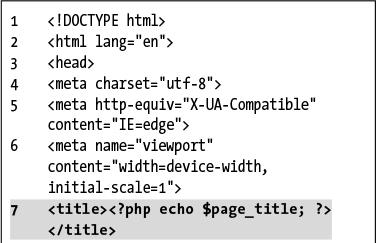 1 <!DOCTYPE html>
2 <html lang="en">
3 <head>
4 <meta charset="utf-8">
5 <meta http-equiv="X-UA-Compatible"
content="IE=edge">
6 <meta name="viewport"
content="width=device-width,
initial-scale=1">
7 <title><?php echo $page_title; ?>
</title>